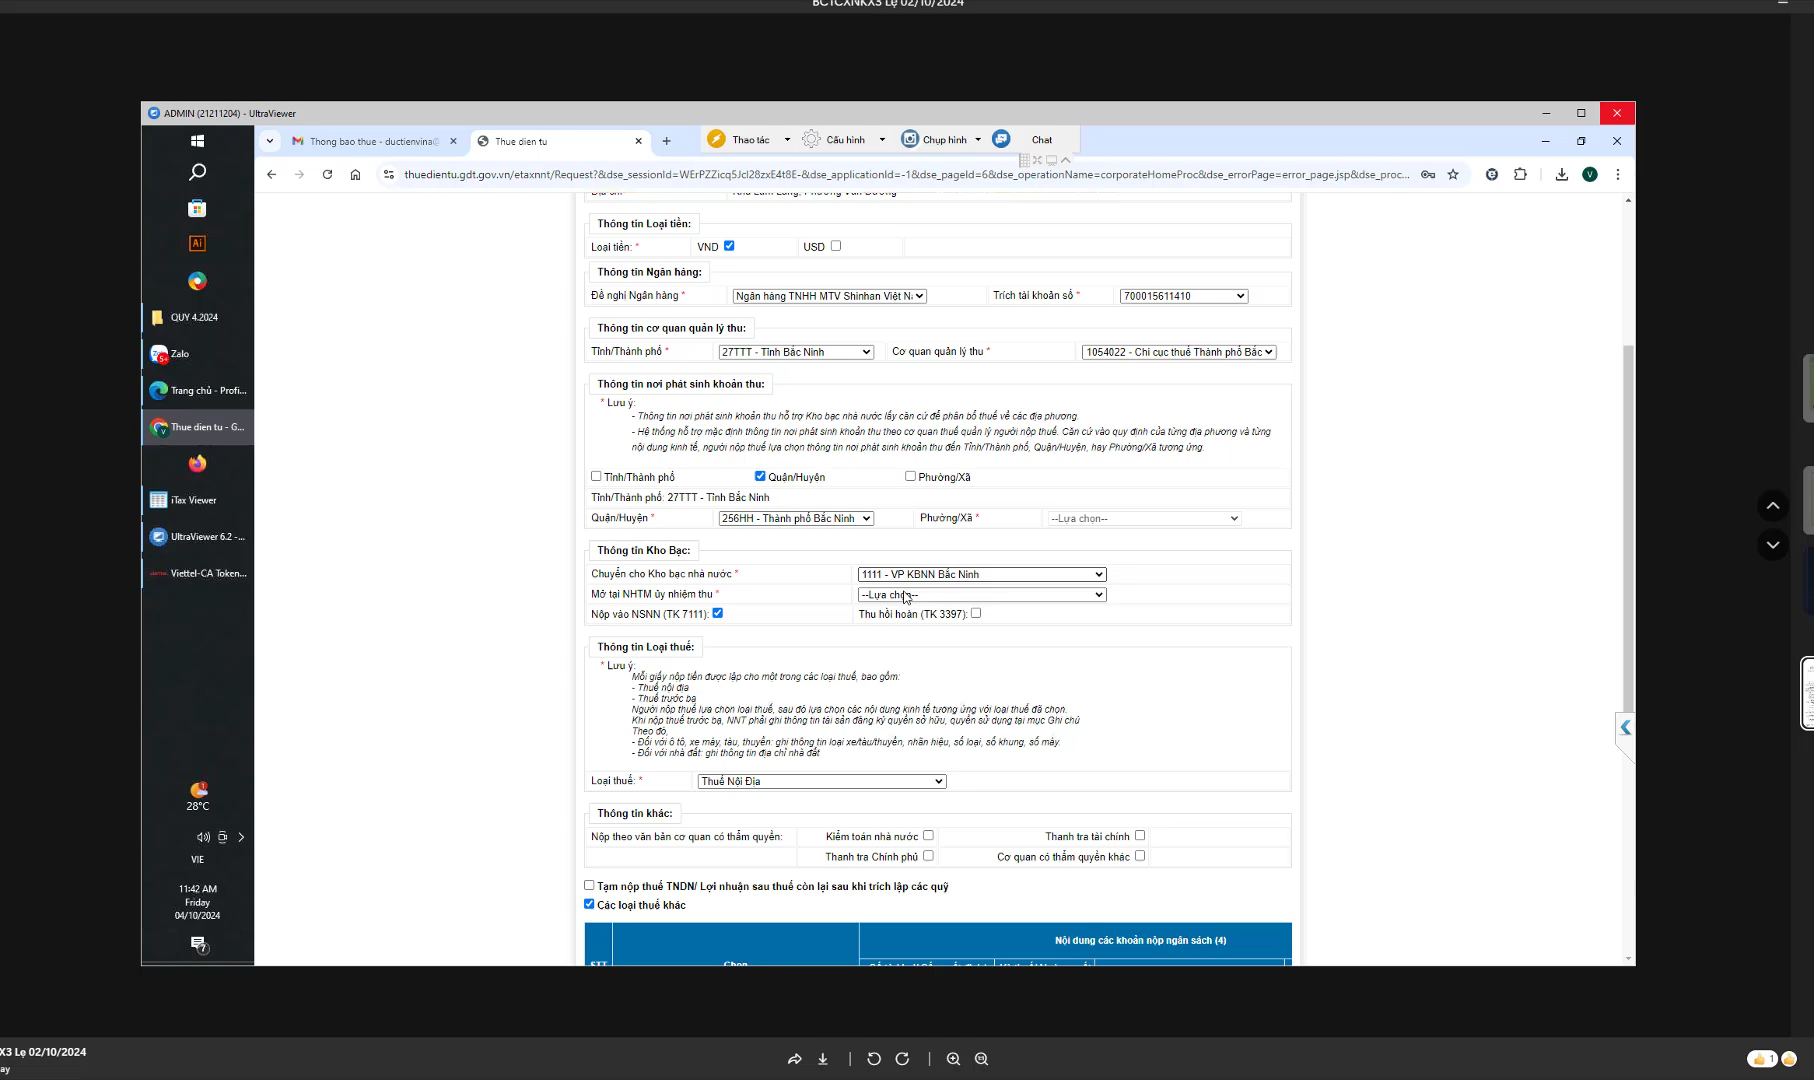 BCTCXNKX3 Lẹ 02/10/2024
ADMIN (21211204) - UltraViewer
Thong bao thue - ductienvina@
Thue dien tu
Thao tác
Cấu hình
Chụp hình
Chat
thuedientu.gdt.gov.vn/etaxnnt/Request?&dse_sessionId=WErPZZicq5Jcl28zxE4t8E-&dse_applicationId=-1&dse_pageId=6&dse_operationName=corporateHomeProc&dse_errorPage=error_page.jsp&dse_proc...
Ai
QUY 4.2024
Zalo
5+
Trang chủ - Profi...
Thue dien tu - G...
iTax Viewer
UltraViewer 6.2 -...
Viettel-CA Token...
28°C
VIE
11:42 AM
Friday
04/10/2024
7
Thông tin Loại tiền:
Loại tiền: * VND USD
Thông tin Ngân hàng:
Đề nghị Ngân hàng * Ngân hàng TNHH MTV Shinhan Việt Na Trích tài khoản số * 700015611410
Thông tin cơ quan quản lý thu:
Tỉnh/Thành phố * 27TTT - Tỉnh Bắc Ninh Cơ quan quản lý thu * 1054022 - Chi cục thuế Thành phố Bắc
Thông tin nơi phát sinh khoản thu:
* Lưu ý:
- Thông tin nơi phát sinh khoản thu hỗ trợ Kho bạc nhà nước lấy căn cứ để phân bổ thuế về các địa phương.
- Hệ thống hỗ trợ mặc định thông tin nơi phát sinh khoản thu theo cơ quan thuế quản lý người nộp thuế. Căn cứ vào quy định của từng địa phương và từng
nội dung kinh tế, người nộp thuế lựa chọn thông tin nơi phát sinh khoản thu đến Tỉnh/Thành phố, Quận/Huyện, hay Phường/Xã tương ứng.
Tỉnh/Thành phố Quận/Huyện Phường/Xã
Tỉnh/Thành phố: 27TTT - Tỉnh Bắc Ninh
Quận/Huyện * 256HH - Thành phố Bắc Ninh Phường/Xã * --Lựa chọn--
Thông tin Kho Bạc:
Chuyển cho Kho bạc nhà nước * 1111 - VP KBNN Bắc Ninh
Mở tại NHTM ủy nhiệm thu * --Lựa chọn--
Nộp vào NSNN (TK 7111): Thu hồi hoàn (TK 3397):
Thông tin Loại thuế:
* Lưu ý:
Mỗi giấy nộp tiền được lập cho một trong các loại thuế, bao gồm:
- Thuế nội địa
- Thuế trước bạ
Người nộp thuế lựa chọn loại thuế, sau đó lựa chọn các nội dung kinh tế tương ứng với loại thuế đã chọn.
Khi nộp thuế trước bạ, NNT phải ghi thông tin tài sản đăng ký quyền sở hữu, quyền sử dụng tại mục Ghi chú
Theo đó,
- Đối với ô tô, xe máy, tàu, thuyền: ghi thông tin loại xe/tàu/thuyền, nhãn hiệu, số loại, số khung, số máy.
- Đối với nhà đất: ghi thông tin địa chỉ nhà đất
Loại thuế: * Thuế Nội Địa
Thông tin khác:
Nộp theo văn bản cơ quan có thẩm quyền: Kiểm toán nhà nước Thanh tra tài chính
Thanh tra Chính phủ Cơ quan có thẩm quyền khác
Tạm nộp thuế TNDN/ Lợi nhuận sau thuế còn lại sau khi trích lập các quỹ
Các loại thuế khác
Nội dung các khoản nộp ngân sách (4)
X3 Lẹ 02/10/2024
ay
1